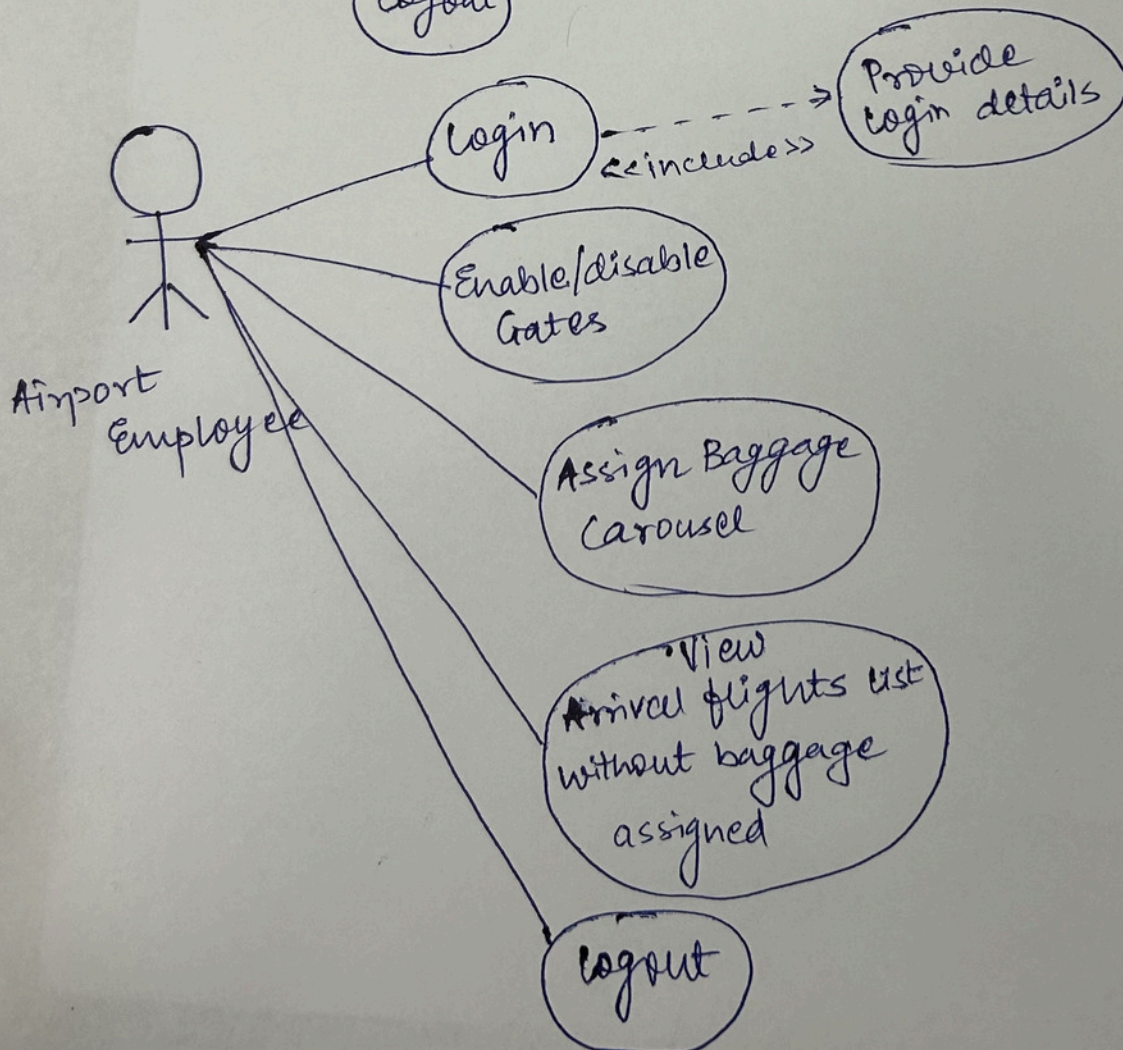 Logout
Login
Provide
Login details
<<include>>
Enable/disable
Gates
Airport
Employee
Assign Baggage
Carousel
View
Arrival flights list
without baggage
assigned
Logout